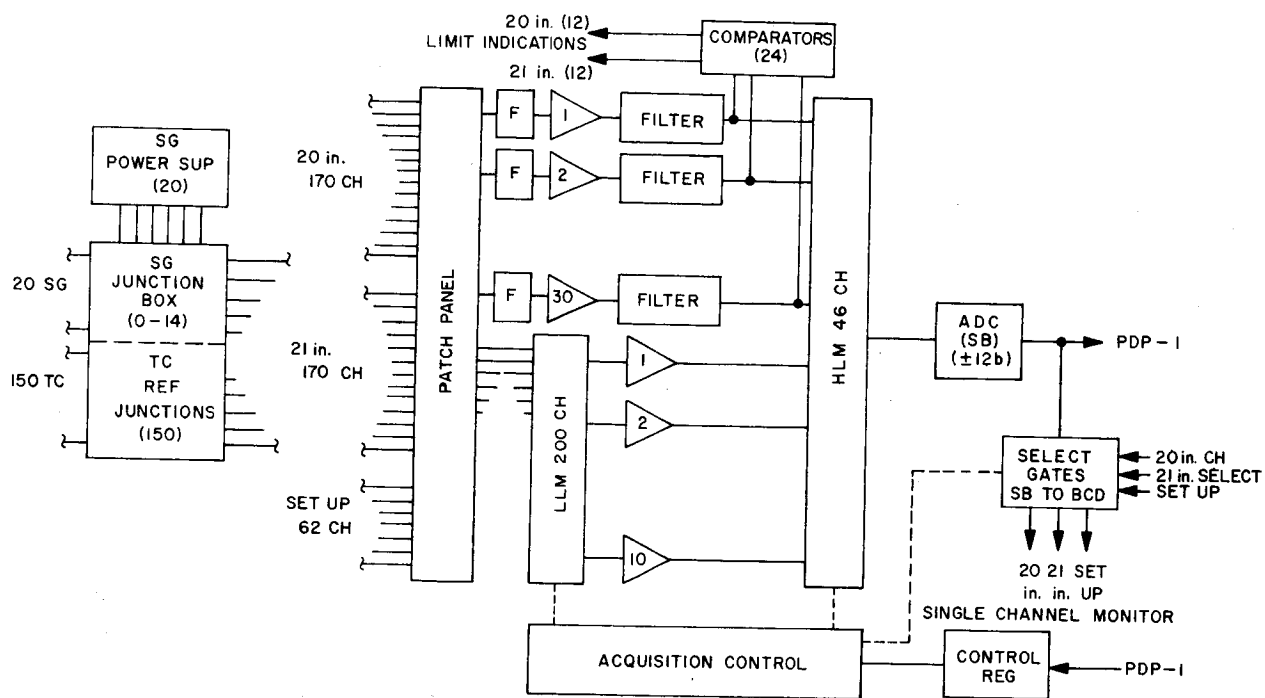 20 in. (12)
LIMIT INDICATIONS
21 in. (12)
COMPARATORS
(24)
SG
POWER SUP
(20)
20 SG
SG
JUNCTION
BOX
(0-14)
150 TC
TC
REF
JUNCTIONS
(150)
20 in.
170 CH
21 in.
170 CH
SET UP
62 CH
PATCH PANEL
F
1
FILTER
F
2
FILTER
F
30
FILTER
LLM 200 CH
1
2
10
HLM 46 CH
ADC
(SB)
(±12b)
PDP-1
SELECT
GATES
SB TO BCD
20 in. CH
21 in. SELECT
SET UP
20 21 SET
in. in. UP
SINGLE CHANNEL MONITOR
ACQUISITION CONTROL
CONTROL
REG
PDP-1